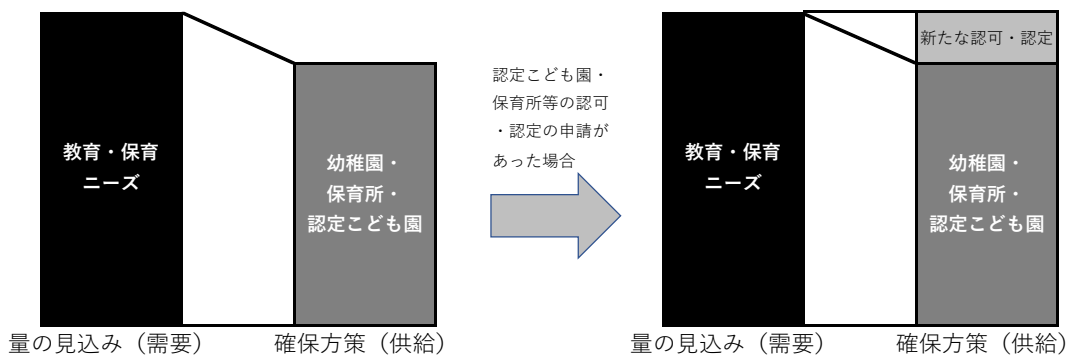 教育・保育
ニーズ
幼稚園・
保育所・
認定こども園
量の見込み（需要）
確保方策（供給）
認定こども園・
保育所等の認可
・認定の申請が
あった場合
新たな認可・認定
教育・保育
ニーズ
幼稚園・
保育所・
認定こども園
量の見込み（需要）
確保方策（供給）